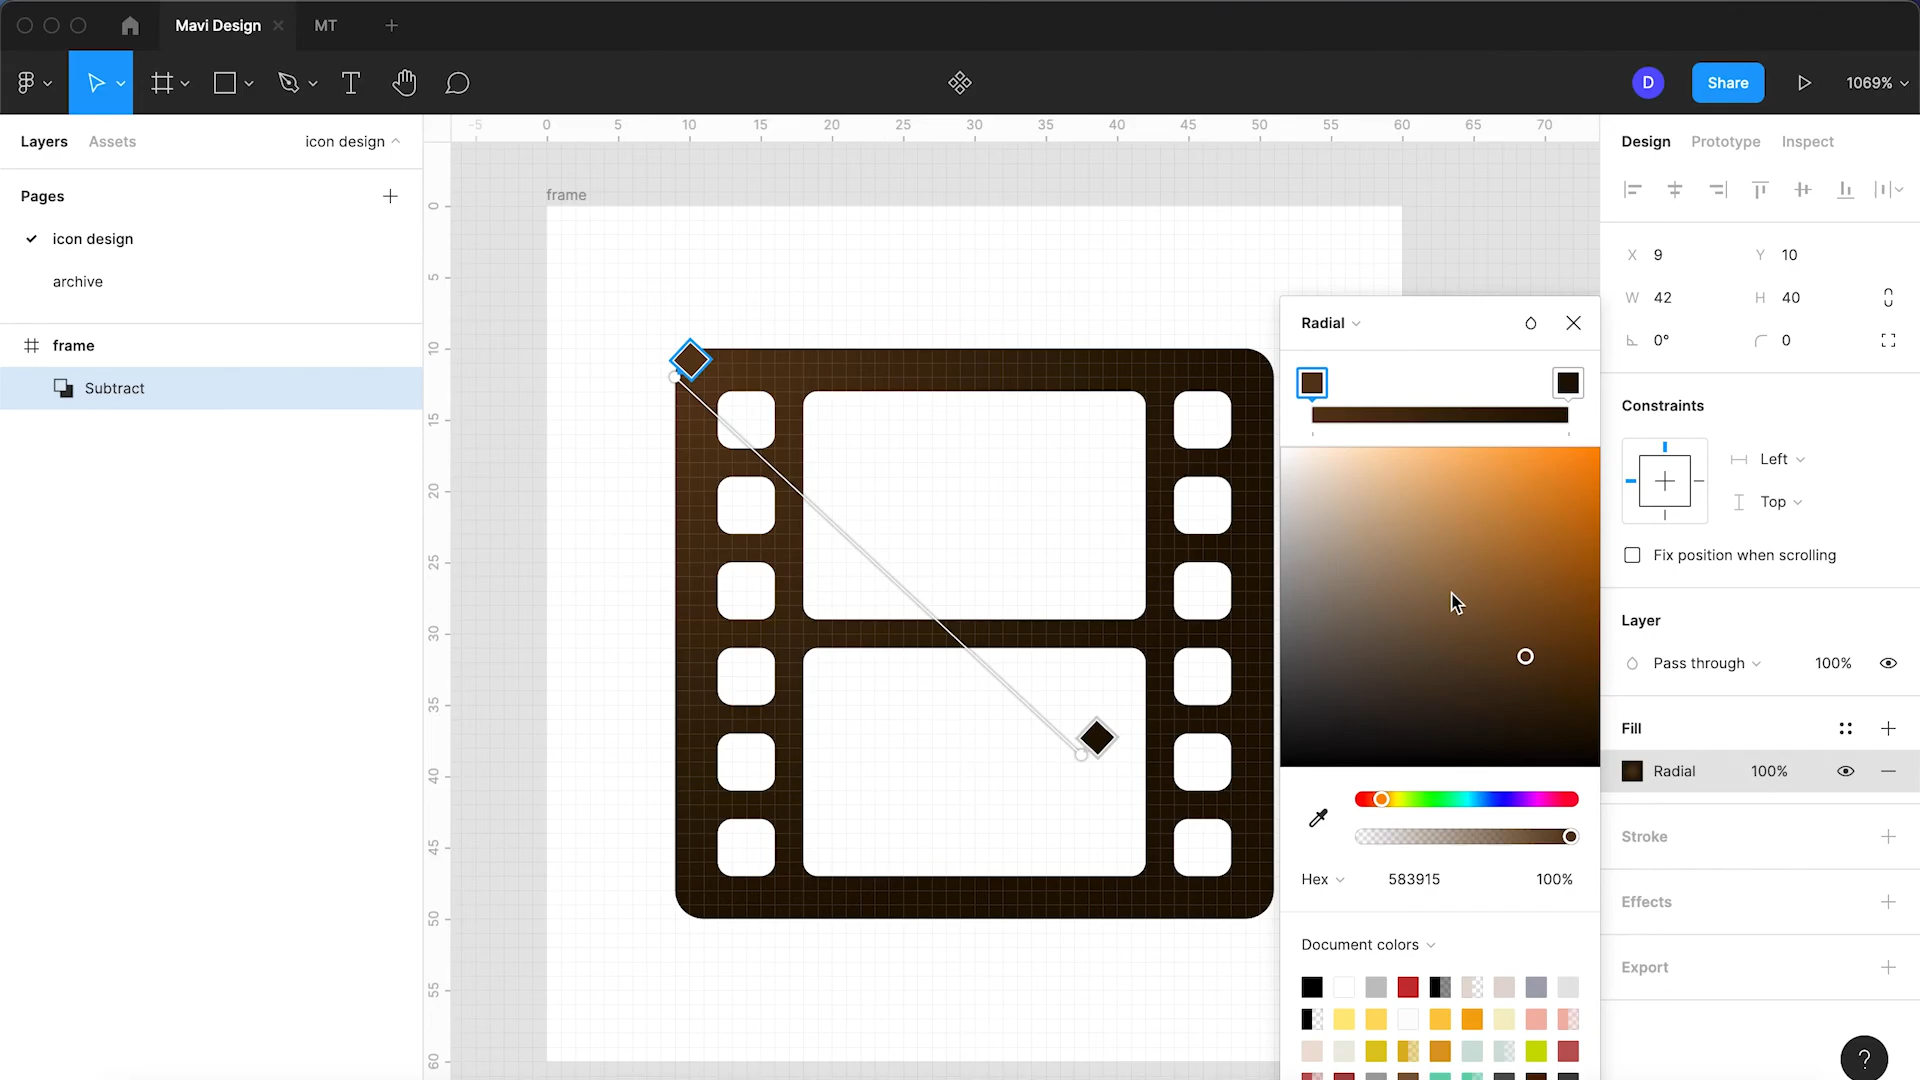 Mavi Design
MT
D
Share
1069%
Layers
Assets
icon design
-5 0 5 10 15 20 25 30 35 40 45 50 55 60 65 70
Design
Prototype
Inspect
Pages
icon design
archive
frame
Subtract
frame
0
5
10
15
20
25
30
35
40
45
50
55
60
X 9
Y 10
W 42
H 40
0°
0
Constraints
Left
Top
Fix position when scrolling
Layer
Pass through
100%
Fill
Radial
100%
Stroke
Effects
Export
Radial
Hex
583915
100%
Document colors
?